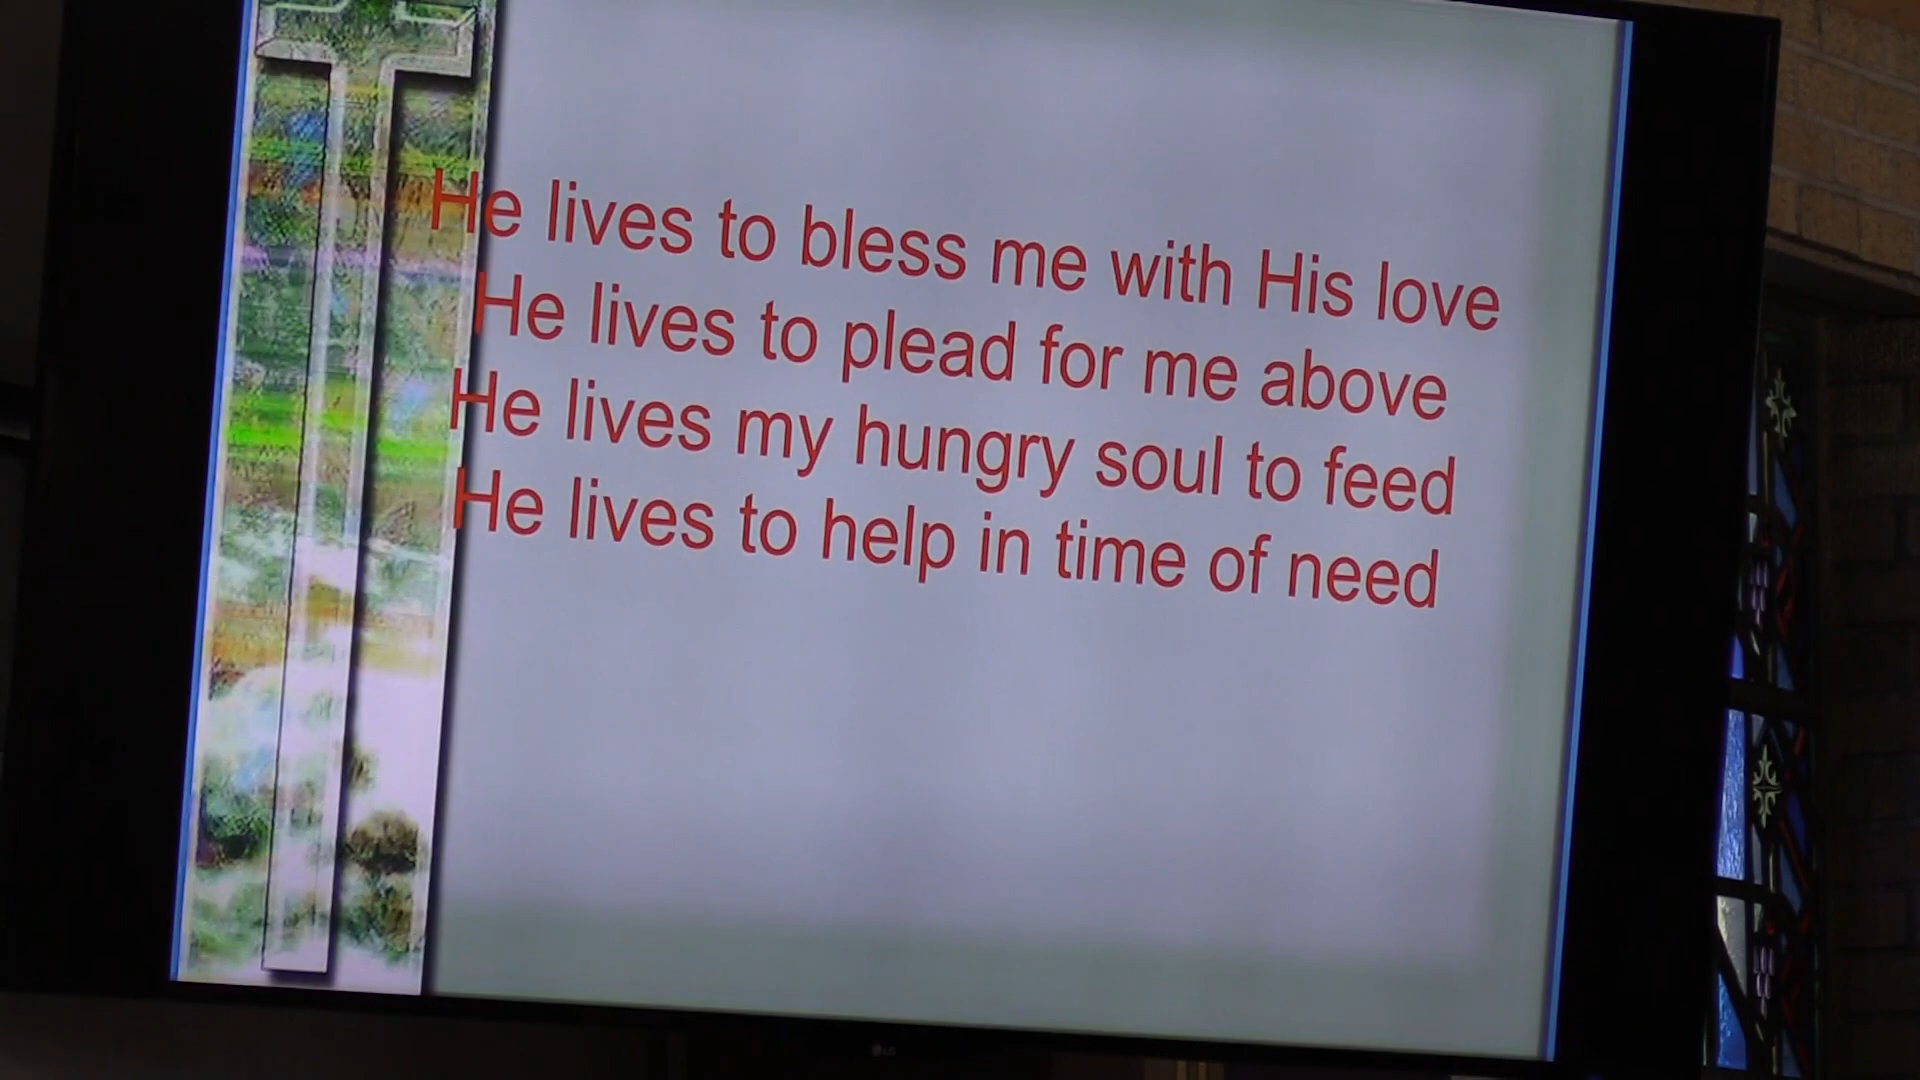 He lives to bless me with His love
He lives to plead for me above
He lives my hungry soul to feed
He lives to help in time of need
LG